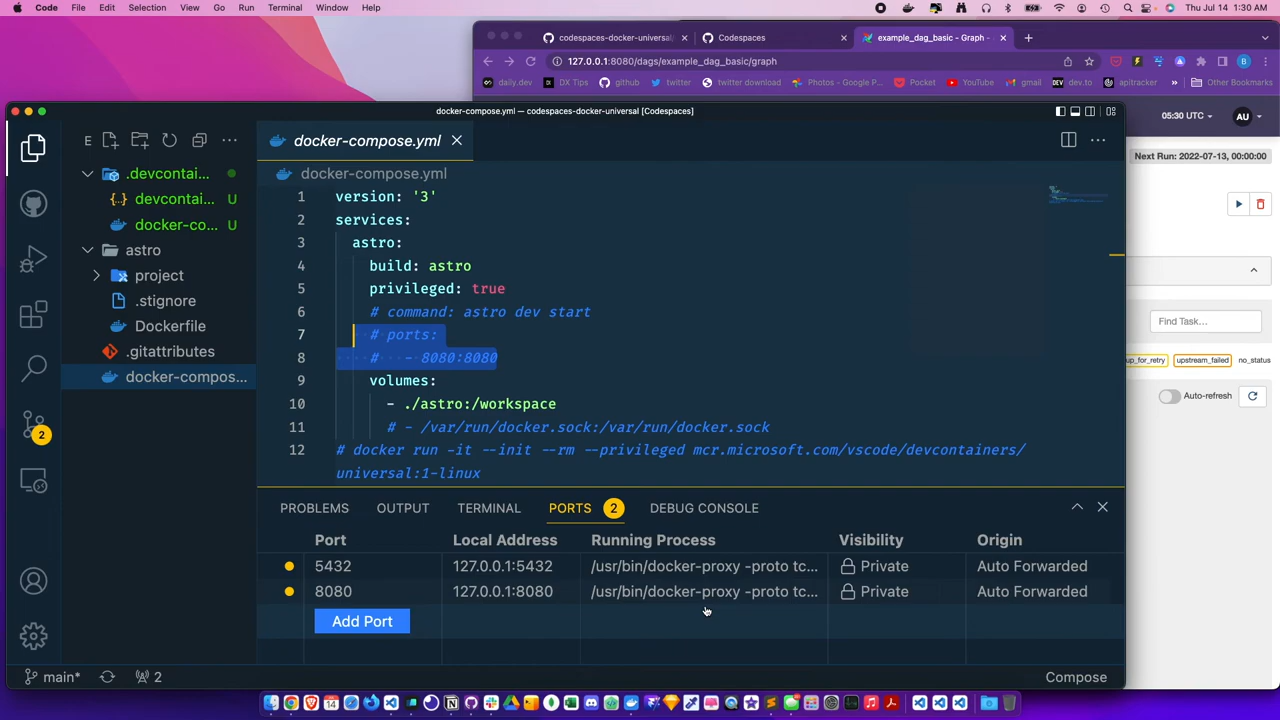 Code File Edit Selection View Go Run Terminal Window Help Thu Jul 14 1:30 AM
codespaces-docker-universal/ Codespaces example_dag_basic - Graph -
127.0.0.1:8080/dags/example_dag_basic/graph
daily.dev DX Tips github twitter twitter download Photos - Google P... Pocket YouTube gmail dev.to apitracker » Other Bookmarks
docker-compose.yml — codespaces-docker-universal [Codespaces]
05:30 UTC AU
E docker-compose.yml
Next Run: 2022-07-13, 00:00:00
.devcontai...
docker-compose.yml
{} devcontai... U
1 version: '3'
docker-co... U
2 services:
astro
3 astro:
project
4 build: astro
.stignore
5 privileged: true
Dockerfile
6 # command: astro dev start
Find Task...
.gitattributes
7 # ports:
docker-compos...
8 # - 8080:8080
up_for_retry upstream_failed no_status
9 volumes:
Auto-refresh
10 - ./astro:/workspace
11 # - /var/run/docker.sock:/var/run/docker.sock
12 # docker run -it --init --rm --privileged mcr.microsoft.com/vscode/devcontainers/
universal:1-linux
2
PROBLEMS OUTPUT TERMINAL PORTS 2 DEBUG CONSOLE
Port Local Address Running Process Visibility Origin
5432 127.0.0.1:5432 /usr/bin/docker-proxy -proto tc... Private Auto Forwarded
8080 127.0.0.1:8080 /usr/bin/docker-proxy -proto tc... Private Auto Forwarded
Add Port
main* 2 Compose